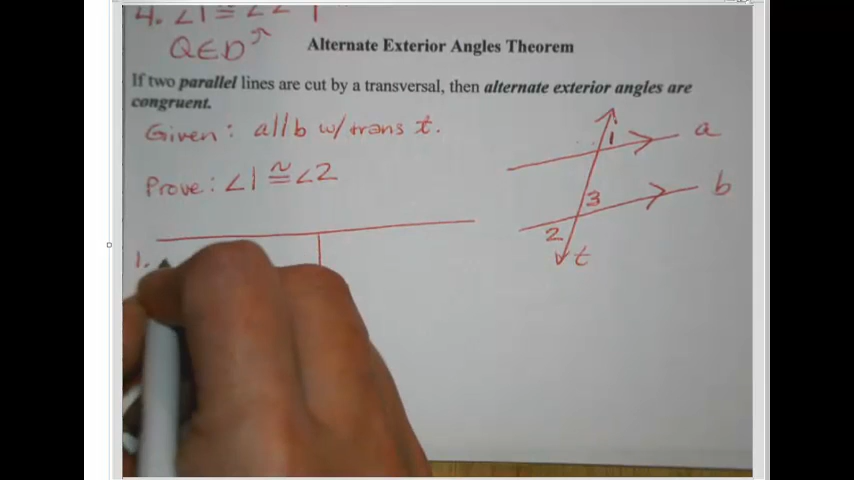 4. ∠1 ≅ ∠2
QED
Alternate Exterior Angles Theorem
If two parallel lines are cut by a transversal, then alternate exterior angles are
congruent.
Given: a||b w/ trans t.
Prove: ∠1 ≅ ∠2
1.
1
a
3
b
2
t